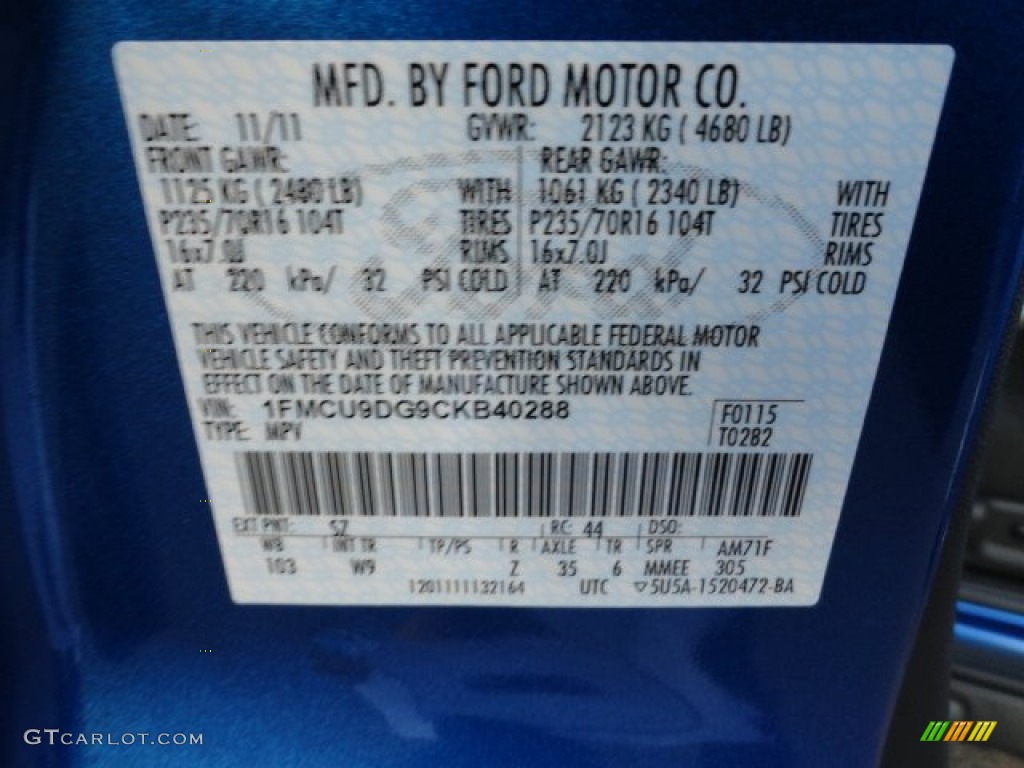 MFD. BY FORD MOTOR CO.
DATE: 11/11 GVWR: 2123 KG ( 4680 LB)
FRONT GAWR: REAR GAWR:
1125 KG ( 2480 LB) WITH 1061 KG ( 2340 LB) WITH
P235/70R16 104T TIRES P235/70R16 104T TIRES
16x7.0J RIMS 16x7.0J RIMS
AT 220 kPa/ 32 PSI COLD AT 220 kPa/ 32 PSI COLD
THIS VEHICLE CONFORMS TO ALL APPLICABLE FEDERAL MOTOR
VEHICLE SAFETY AND THEFT PREVENTION STANDARDS IN
EFFECT ON THE DATE OF MANUFACTURE SHOWN ABOVE.
VIN: 1FMCU9DG9CKB40288 F0115
TYPE: MPV T0282
EXT PNT: SZ RC: 44 DSO:
WB INT TR TP/PS R AXLE TR SPR AM71F
103 W9 Z 35 6 MMEE 305
1201111132164 UTC ▽5U5A-1520472-BA
GTCARLOT.COM